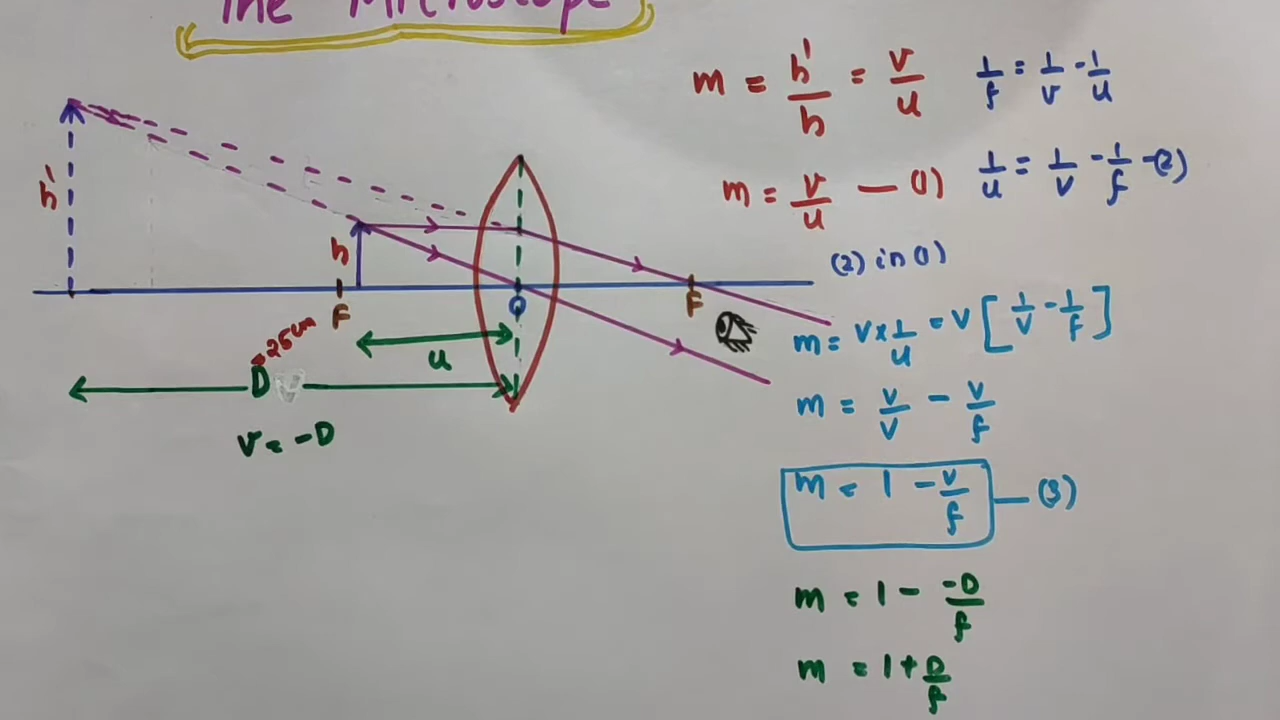 The Microscope
m = h'/h = v/u
1/f = 1/v - 1/u
m = v/u — (1)
1/u = 1/v - 1/f - (2)
(2) in (1)
m = v x 1/u = v [1/v - 1/f]
m = v/v - v/f
m = 1 - v/f — (3)
m = 1 - -D/f
m = 1 + D/f
h'
h
F
O
F
u
= 25cm
D
v = -D